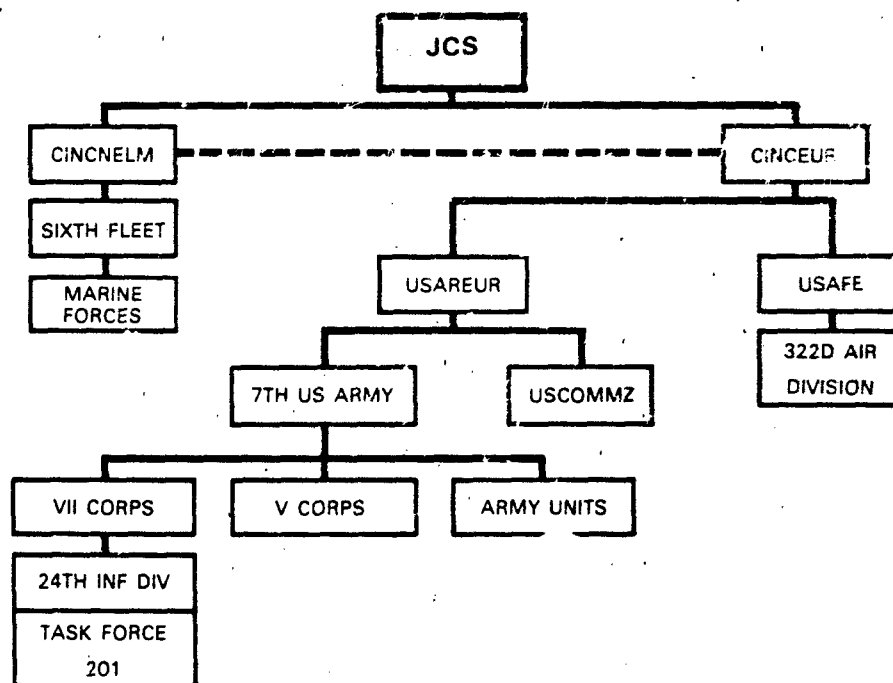 JCS
CINCNELM
CINCEUR
SIXTH FLEET
MARINE
FORCES
USAREUR
USAFE
322D AIR
DIVISION
7TH US ARMY
USCOMMZ
VII CORPS
V CORPS
ARMY UNITS
24TH INF DIV
TASK FORCE
201